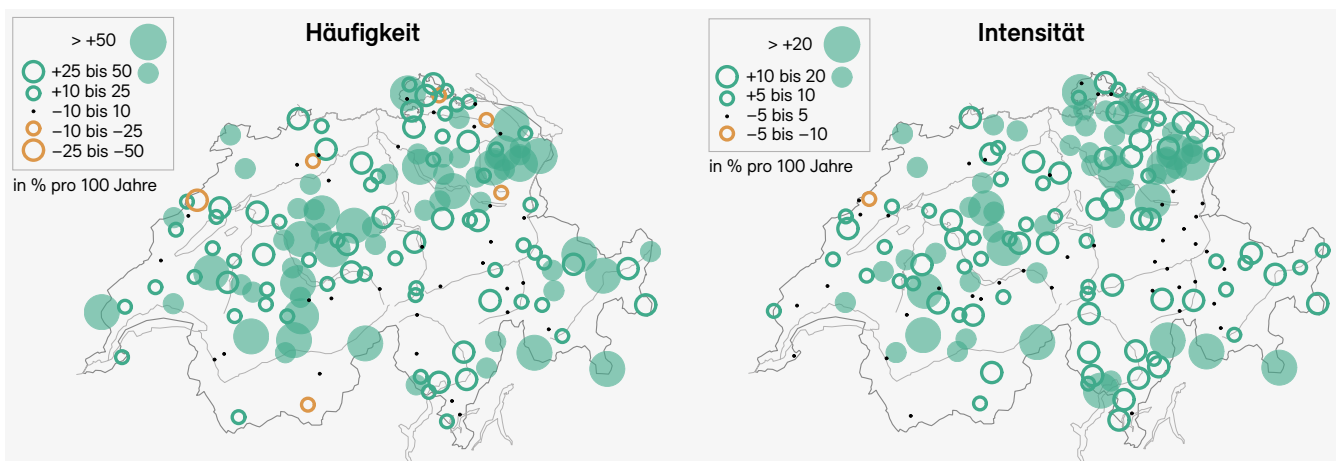 Häufigkeit
> +50
+25 bis 50
+10 bis 25
−10 bis 10
−10 bis −25
−25 bis −50
in % pro 100 Jahre
Intensität
> +20
+10 bis 20
+5 bis 10
−5 bis 5
−5 bis −10
in % pro 100 Jahre